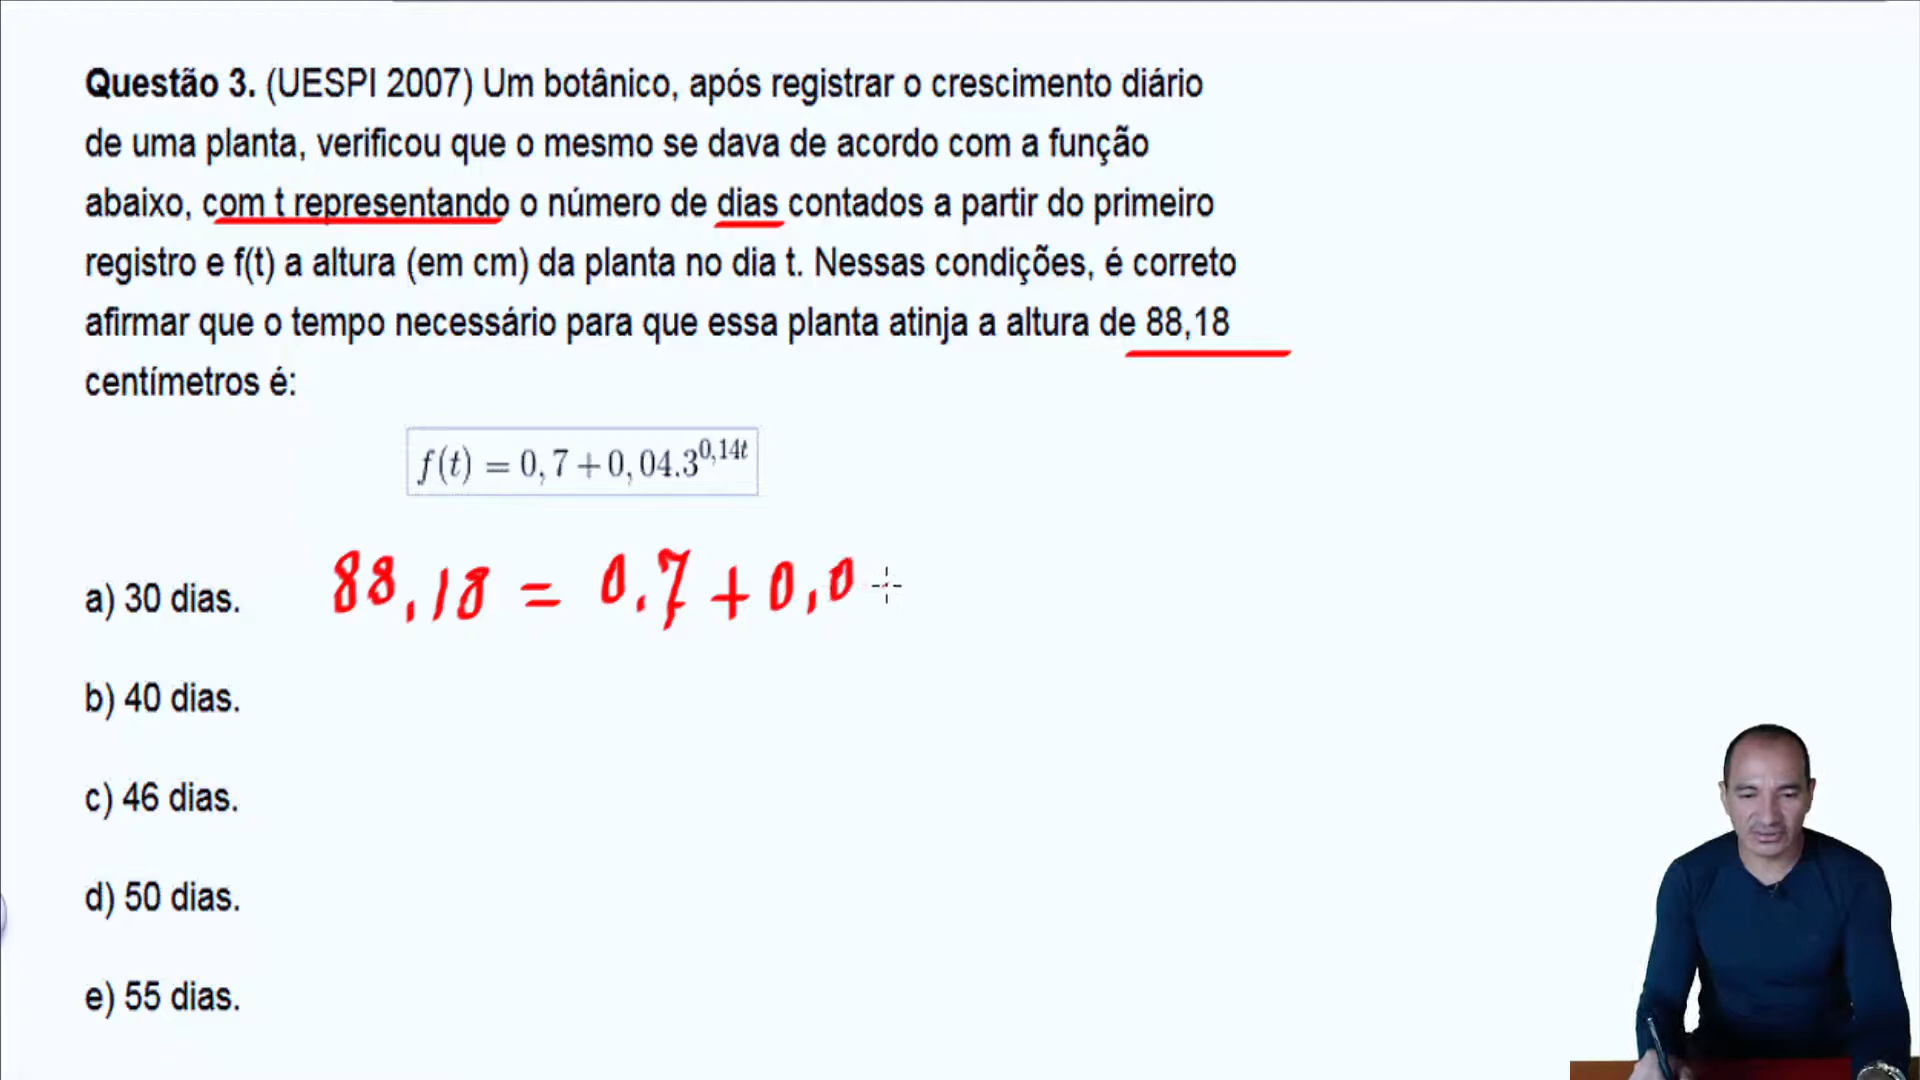 Questão 3. (UESPI 2007) Um botânico, após registrar o crescimento diário
de uma planta, verificou que o mesmo se dava de acordo com a função
abaixo, com t representando o número de dias contados a partir do primeiro
registro e f(t) a altura (em cm) da planta no dia t. Nessas condições, é correto
afirmar que o tempo necessário para que essa planta atinja a altura de 88,18
centímetros é:
f(t) = 0,7+0,04.3^{0,14t}
88,18 = 0,7+0,0
a) 30 dias.
b) 40 dias.
c) 46 dias.
d) 50 dias.
e) 55 dias.